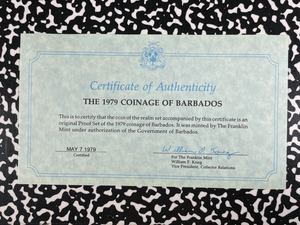 Certificate of Authenticity
THE 1979 COINAGE OF BARBADOS
This is to certify that the coin of the realm set accompanied by this certificate is an
original Proof Set of the 1979 coinage of Barbados. It was minted by The Franklin
Mint under authorization of the Government of Barbados.
MAY 7 1979
Certified
For The Franklin Mint
William F. Krieg
Vice President, Collector Relations